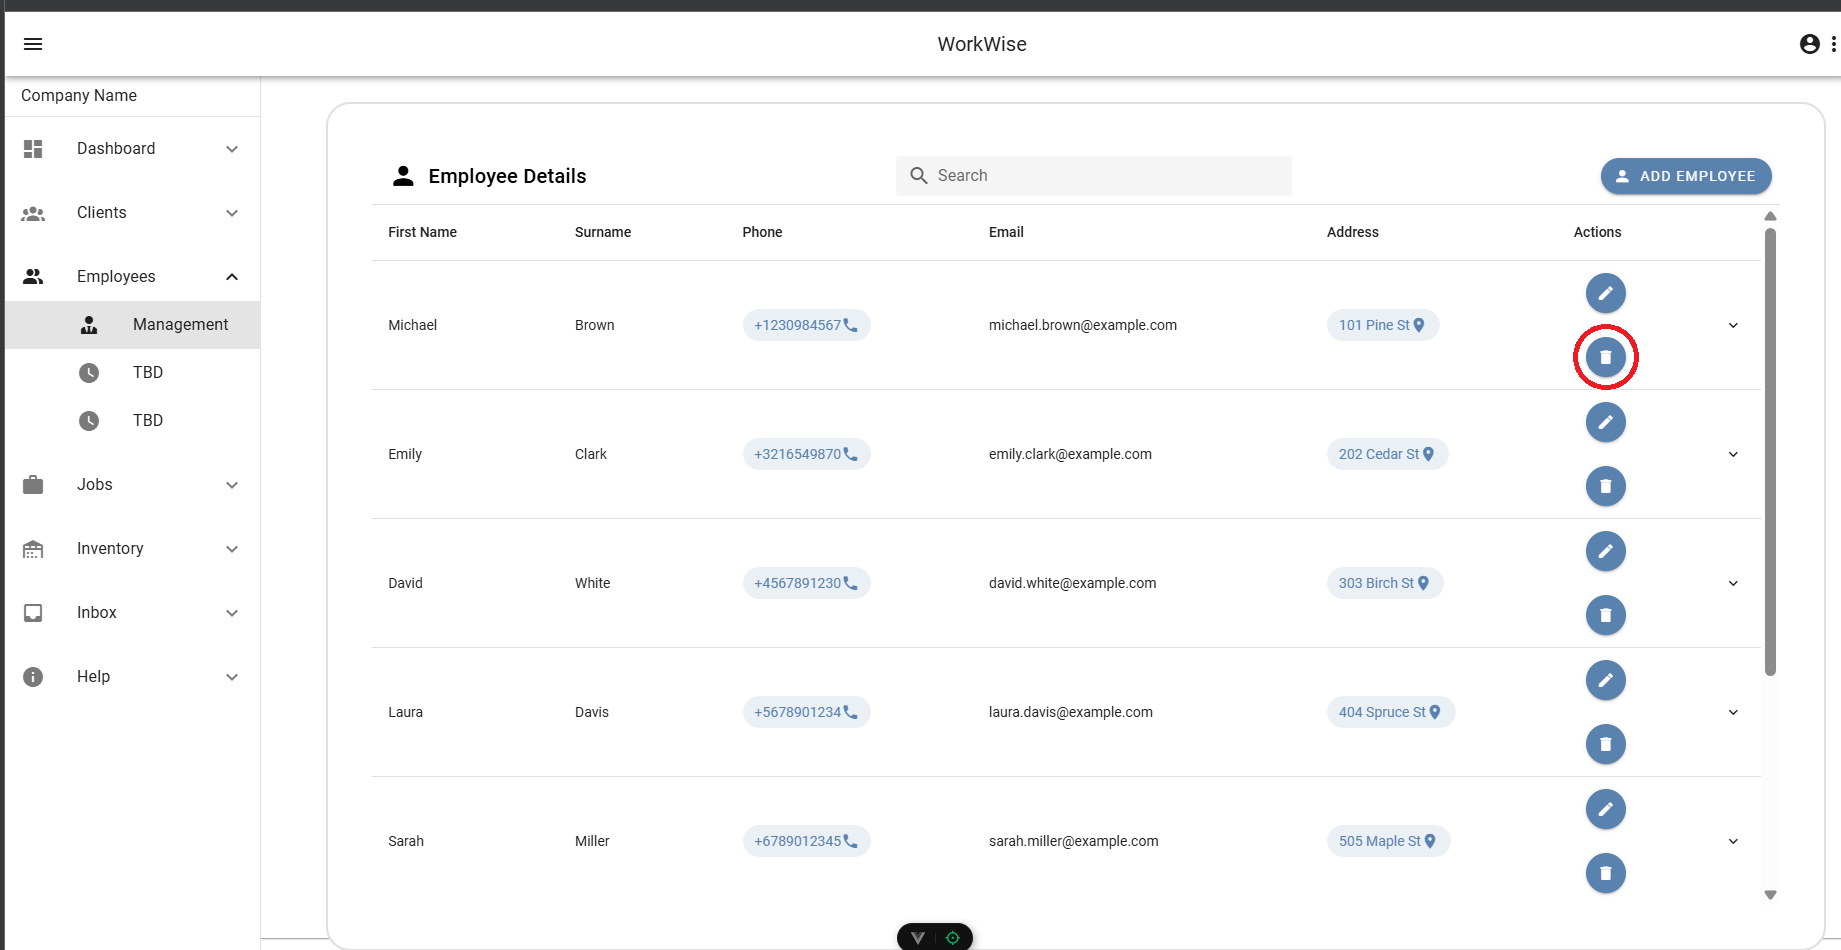 WorkWise
Company Name
Dashboard
Clients
Employees
Management
TBD
TBD
Jobs
Inventory
Inbox
Help
Employee Details
Search
ADD EMPLOYEE
First Name Surname Phone Email Address Actions
Michael Brown +1230984567 michael.brown@example.com 101 Pine St
Emily Clark +3216549870 emily.clark@example.com 202 Cedar St
David White +4567891230 david.white@example.com 303 Birch St
Laura Davis +5678901234 laura.davis@example.com 404 Spruce St
Sarah Miller +6789012345 sarah.miller@example.com 505 Maple St